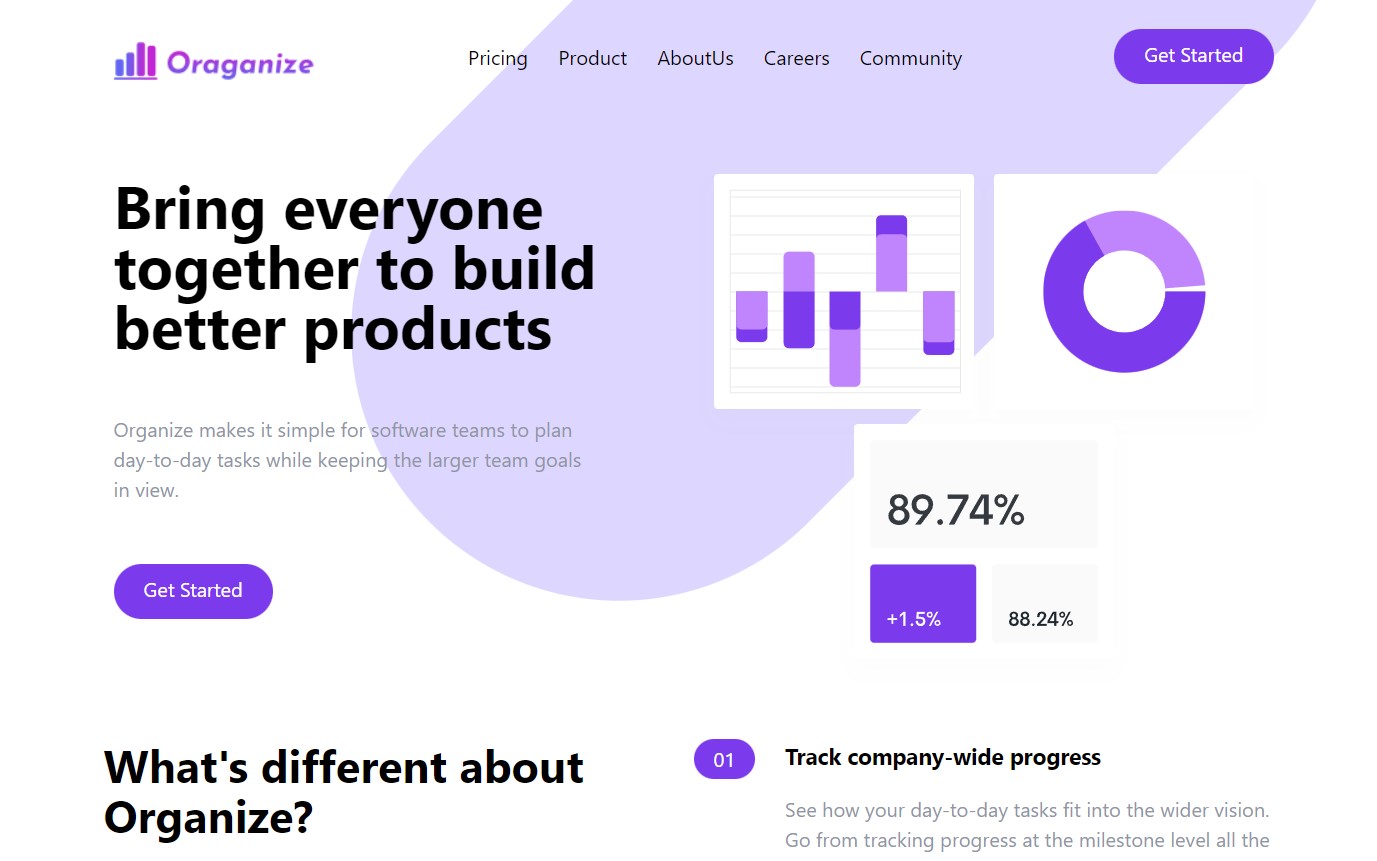 Oraganize
Pricing Product AboutUs Careers Community
Get Started
Bring everyone
together to build
better products
Organize makes it simple for software teams to plan
day-to-day tasks while keeping the larger team goals
in view.
Get Started
89.74%
+1.5%
88.24%
What's different about
Organize?
01
Track company-wide progress
See how your day-to-day tasks fit into the wider vision.
Go from tracking progress at the milestone level all the